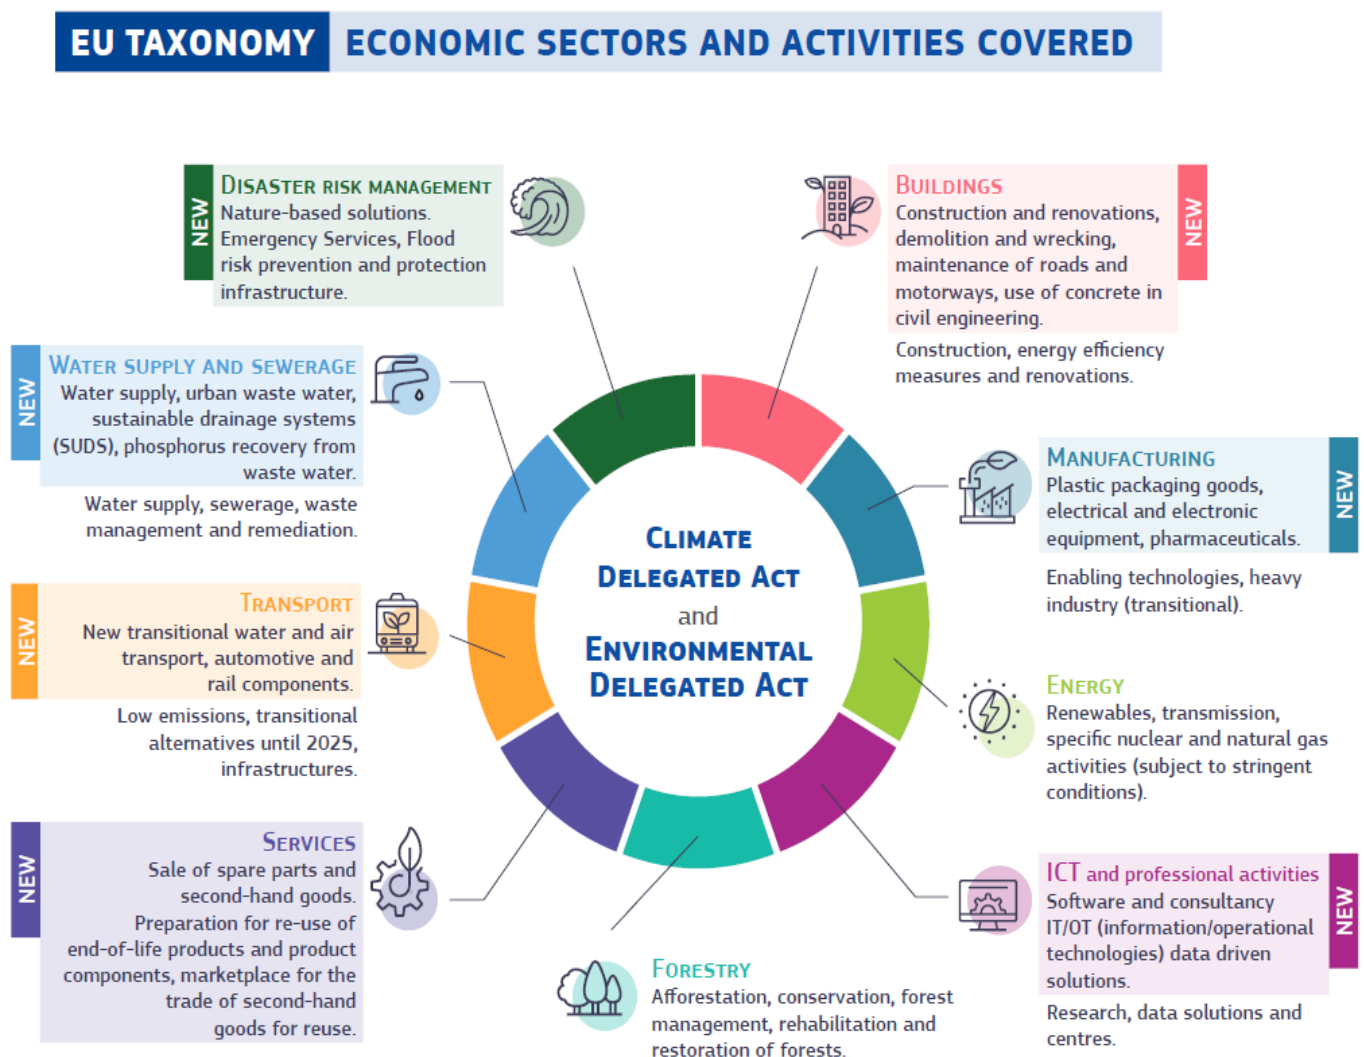 EU TAXONOMY ECONOMIC SECTORS AND ACTIVITIES COVERED
NEW
DISASTER RISK MANAGEMENT
Nature-based solutions.
Emergency Services, Flood
risk prevention and protection
infrastructure.
BUILDINGS
Construction and renovations,
demolition and wrecking,
maintenance of roads and
motorways, use of concrete in
civil engineering.
NEW
Construction, energy efficiency
measures and renovations.
NEW
WATER SUPPLY AND SEWERAGE
Water supply, urban waste water,
sustainable drainage systems
(SUDS), phosphorus recovery from
waste water.
Water supply, sewerage, waste
management and remediation.
MANUFACTURING
Plastic packaging goods,
electrical and electronic
equipment, pharmaceuticals.
NEW
Enabling technologies, heavy
industry (transitional).
CLIMATE
DELEGATED ACT
and
ENVIRONMENTAL
DELEGATED ACT
NEW
TRANSPORT
New transitional water and air
transport, automotive and
rail components.
Low emissions, transitional
alternatives until 2025,
infrastructures.
ENERGY
Renewables, transmission,
specific nuclear and natural gas
activities (subject to stringent
conditions).
NEW
SERVICES
Sale of spare parts and
second-hand goods.
Preparation for re-use of
end-of-life products and product
components, marketplace for the
trade of second-hand
goods for reuse.
ICT and professional activities
Software and consultancy
IT/OT (information/operational
technologies) data driven
solutions.
NEW
Research, data solutions and
centres.
FORESTRY
Afforestation, conservation, forest
management, rehabilitation and
restoration of forests.